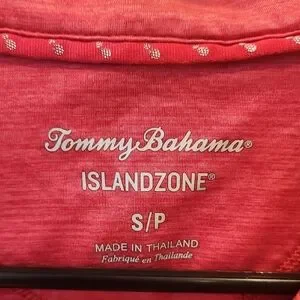 Tommy Bahama®
ISLANDZONE®
S/P
MADE IN THAILAND
Fabriqué en Thaïlande